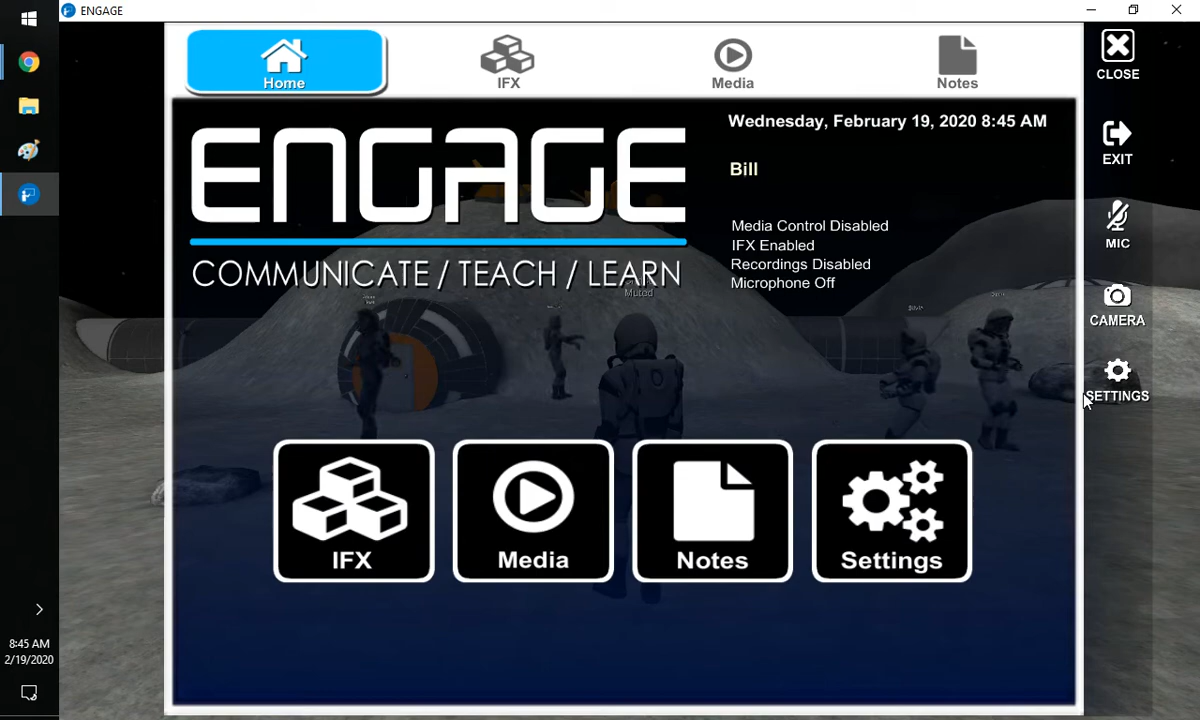 ENGAGE
Home
IFX
Media
Notes
CLOSE
EXIT
MIC
CAMERA
SETTINGS
ENGAGE
COMMUNICATE / TEACH / LEARN
Wednesday, February 19, 2020 8:45 AM
Bill
Media Control Disabled
IFX Enabled
Recordings Disabled
Microphone Off
Muted
IFX
Media
Notes
Settings
8:45 AM
2/19/2020